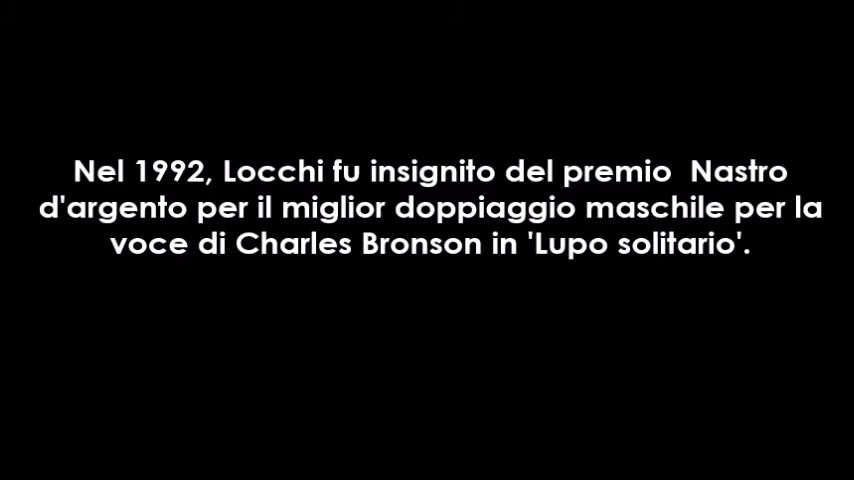 Nel 1992, Locchi fu insignito del premio  Nastro
d'argento per il miglior doppiaggio maschile per la
voce di Charles Bronson in 'Lupo solitario'.